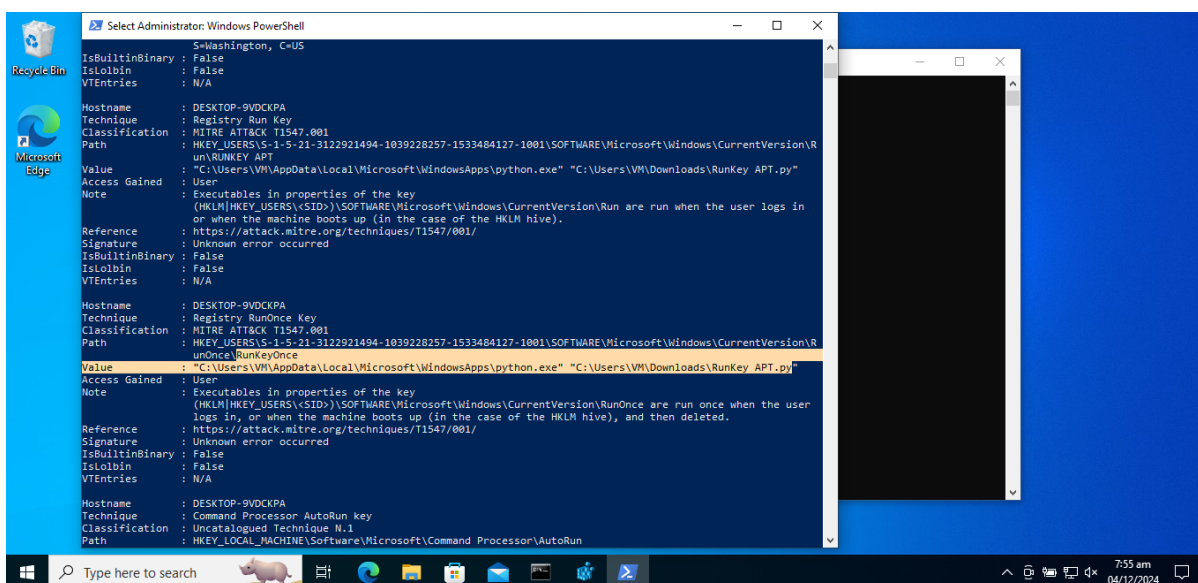 Recycle Bin
Microsoft
Edge
Select Administrator: Windows PowerShell
S=Washington, C=US
IsBuiltinBinary : False
IsLolbin : False
VTEntries : N/A
Hostname : DESKTOP-9VDCKPA
Technique : Registry Run Key
Classification : MITRE ATT&CK T1547.001
Path : HKEY_USERS\S-1-5-21-3122921494-1039228257-1533484127-1001\SOFTWARE\Microsoft\Windows\CurrentVersion\R
un\RUNKEY APT
Value : "C:\Users\VM\AppData\Local\Microsoft\WindowsApps\python.exe" "C:\Users\VM\Downloads\RunKey APT.py"
Access Gained : User
Note : Executables in properties of the key
(HKLM|HKEY_USERS\<SID>)\SOFTWARE\Microsoft\Windows\CurrentVersion\Run are run when the user logs in
or when the machine boots up (in the case of the HKLM hive).
Reference : https://attack.mitre.org/techniques/T1547/001/
Signature : Unknown error occurred
IsBuiltinBinary : False
IsLolbin : False
VTEntries : N/A
Hostname : DESKTOP-9VDCKPA
Technique : Registry RunOnce Key
Classification : MITRE ATT&CK T1547.001
Path : HKEY_USERS\S-1-5-21-3122921494-1039228257-1533484127-1001\SOFTWARE\Microsoft\Windows\CurrentVersion\R
unOnce\RunKeyOnce
Value : "C:\Users\VM\AppData\Local\Microsoft\WindowsApps\python.exe" "C:\Users\VM\Downloads\RunKey APT.py"
Access Gained : User
Note : Executables in properties of the key
(HKLM|HKEY_USERS\<SID>)\SOFTWARE\Microsoft\Windows\CurrentVersion\RunOnce are run once when the user
logs in, or when the machine boots up (in the case of the HKLM hive), and then deleted.
Reference : https://attack.mitre.org/techniques/T1547/001/
Signature : Unknown error occurred
IsBuiltinBinary : False
IsLolbin : False
VTEntries : N/A
Hostname : DESKTOP-9VDCKPA
Technique : Command Processor AutoRun key
Classification : Uncatalogued Technique N.1
Path : HKEY_LOCAL_MACHINE\Software\Microsoft\Command Processor\AutoRun
Type here to search
7:55 am
04/12/2024